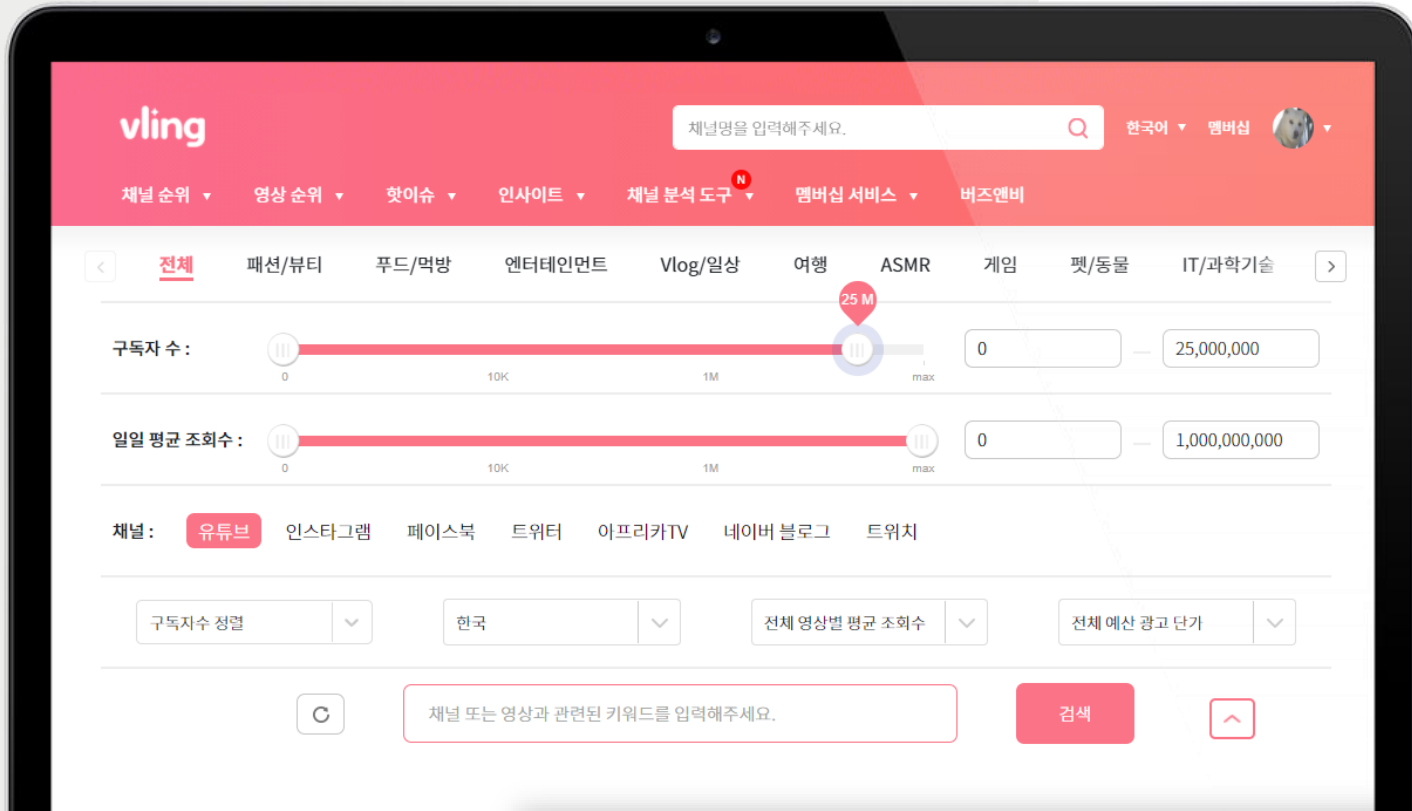 vling
채널명을 입력해주세요.
한국어 ▼ 멤버십 ▼
채널 순위 ▼ 영상 순위 ▼ 핫이슈 ▼ 인사이트 ▼ 채널 분석 도구 N ▼ 멤버십 서비스 ▼ 버즈앤비
전체 패션/뷰티 푸드/먹방 엔터테인먼트 Vlog/일상 여행 ASMR 게임 펫/동물 IT/과학기술
25 M
구독자 수 : 0 — 25,000,000
0 10K 1M max
일일 평균 조회수 : 0 — 1,000,000,000
0 10K 1M max
채널 : 유튜브 인스타그램 페이스북 트위터 아프리카TV 네이버 블로그 트위치
구독자수 정렬 한국 전체 영상별 평균 조회수 전체 예산 광고 단가
채널 또는 영상과 관련된 키워드를 입력해주세요. 검색